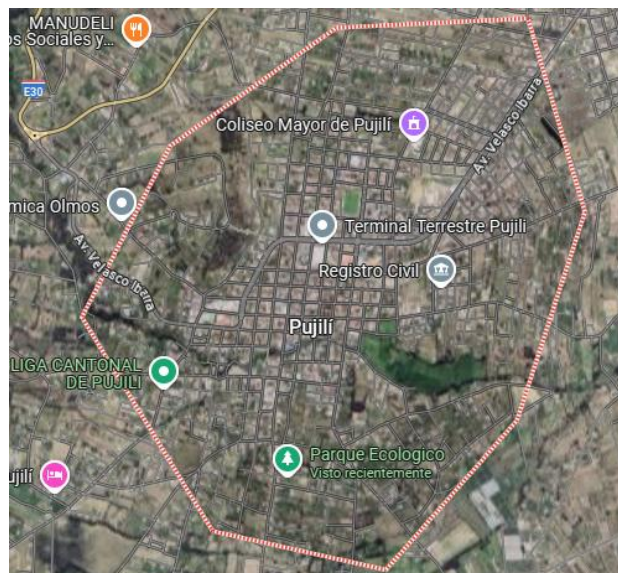 MANUDELI
os Sociales y...
E30
Coliseo Mayor de Pujilí
Av. Velasco Ibarra
mica Olmos
Terminal Terrestre Pujili
Av. Velasco Ibarra
Registro Civil
Pujilí
LIGA CANTONAL
DE PUJILI
Parque Ecologico
Visto recientemente
ujilí